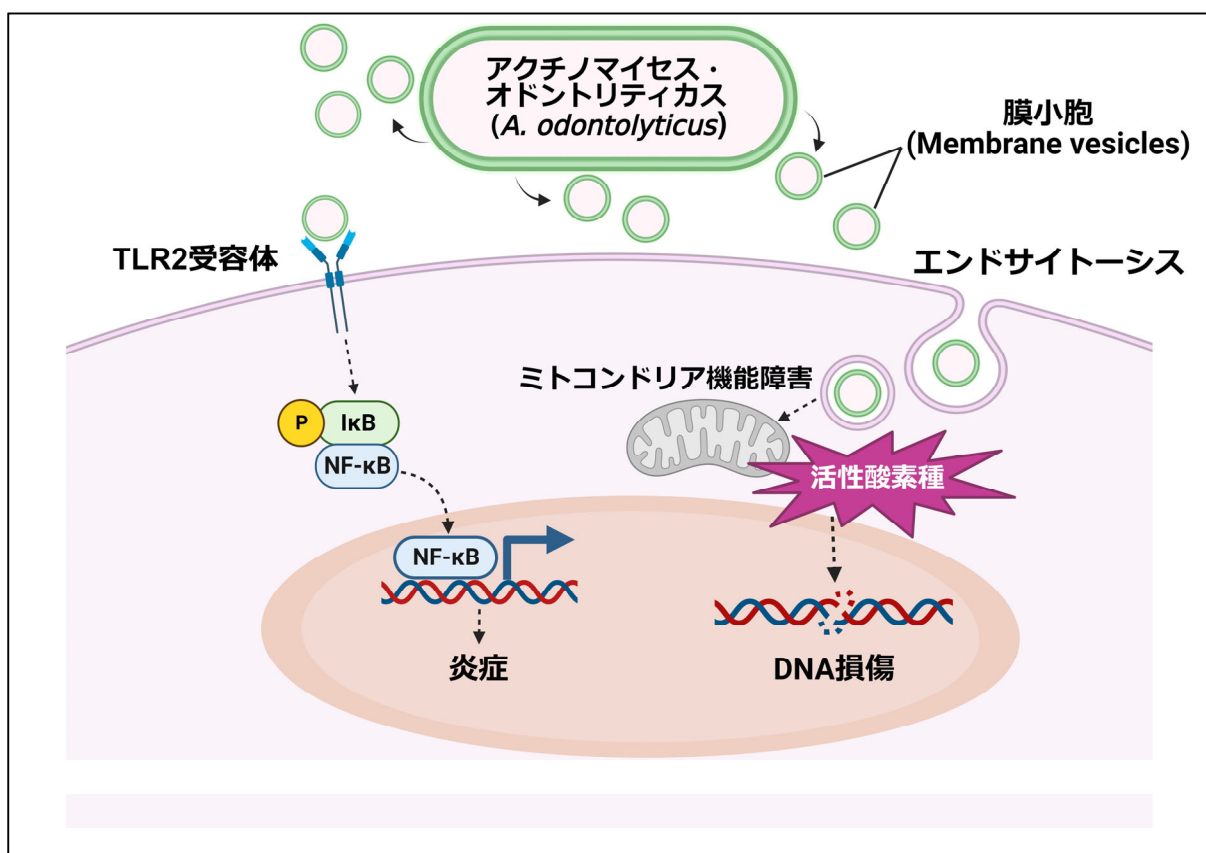 アクチノマイセス・
オドントリティカス
(A. odontolyticus)
膜小胞
(Membrane vesicles)
TLR2受容体
エンドサイトーシス
ミトコンドリア機能障害
P
IκB
NF-κB
活性酸素種
NF-κB
炎症
DNA損傷